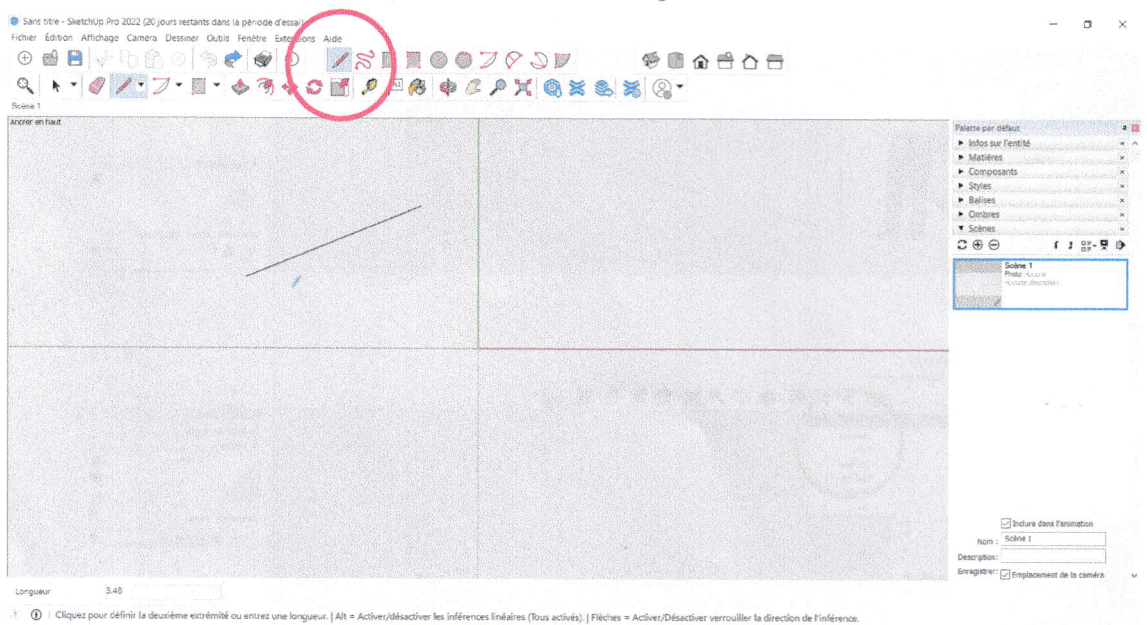 Sans titre - SketchUp Pro 2022 (20 jours restants dans la période d'essai)
Fichier Édition Affichage Caméra Dessiner Outils Fenêtre Extensions Aide
Scène 1
Ancrer en haut
Palette par défaut
Infos sur l'entité
Matières
Composants
Styles
Balises
Ombres
Scènes
Scène 1
Photo: Aucune
Aucune description
Inclure dans l'animation
Nom : Scène 1
Description:
Enregistrer: Emplacement de la caméra
Longueur 3.48
Cliquez pour définir la deuxième extrémité ou entrez une longueur. | Alt = Activer/désactiver les inférences linéaires (Tous activés). | Flèches = Activer/Désactiver verrouiller la direction de l'inférence.